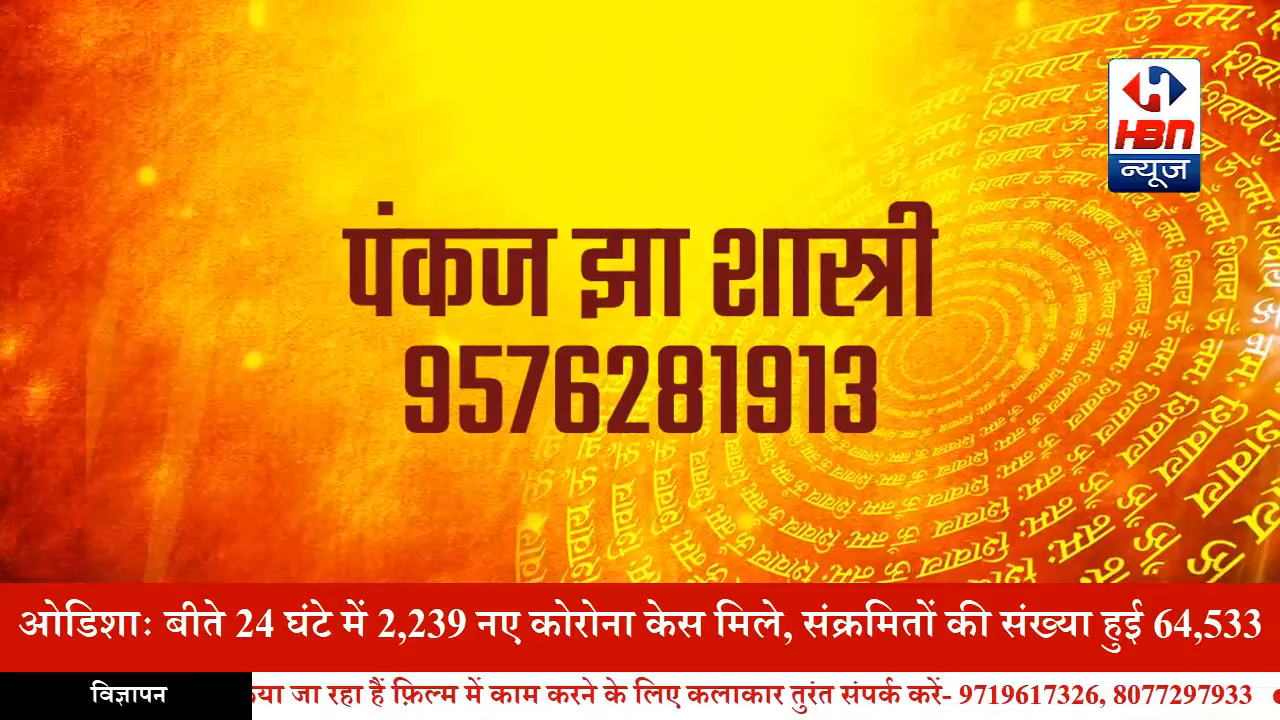 HBN
न्यूज
पंकज झा शास्त्री
9576281913
ओडिशाः बीते 24 घंटे में 2,239 नए कोरोना केस मिले, संक्रमितों की संख्या हुई 64,533
विज्ञापन
जा रहा हैं फ़िल्म में काम करने के लिए कलाकार तुरंत संपर्क करें- 9719617326, 8077297933
शिवाय ॐ नमः